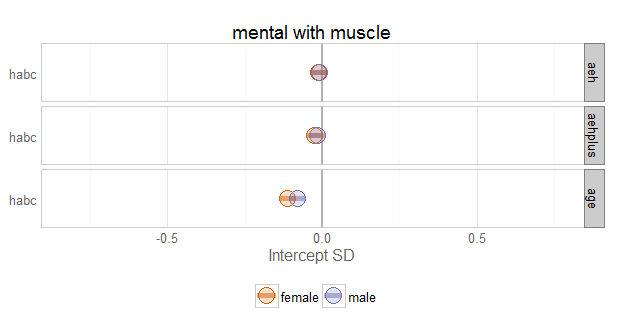 mental with muscle
habc
aeh
habc
aehplus
habc
age
-0.5
0.0
0.5
Intercept SD
female
male